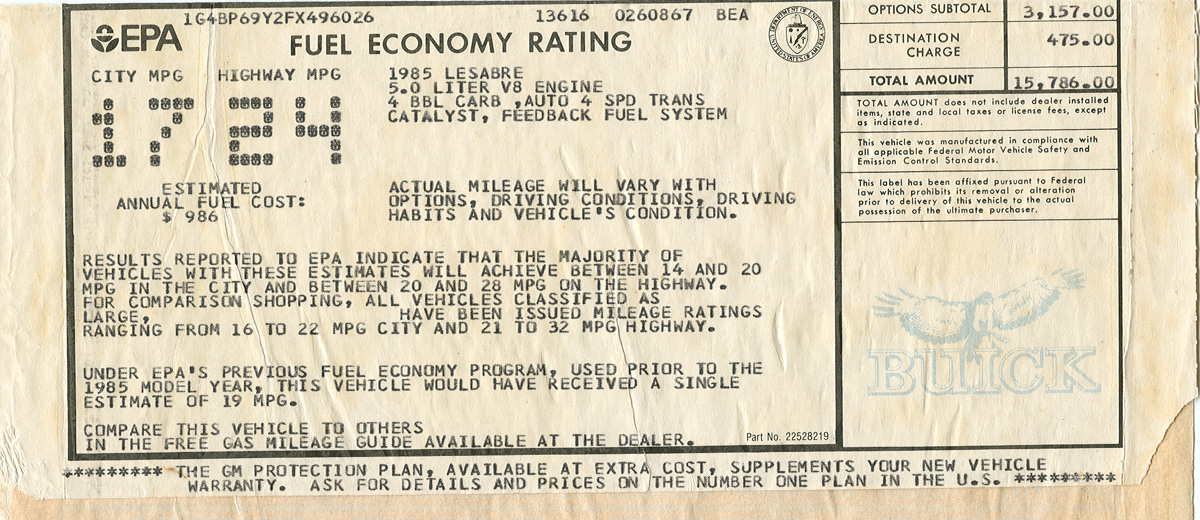 1G4BP69Y2FX496026 13616 0260867 BEA
EPA
FUEL ECONOMY RATING
CITY MPG HIGHWAY MPG
17 24
1985 LESABRE
5.0 LITER V8 ENGINE
4 BBL CARB ,AUTO 4 SPD TRANS
CATALYST, FEEDBACK FUEL SYSTEM
ESTIMATED
ANNUAL FUEL COST:
$ 986
ACTUAL MILEAGE WILL VARY WITH
OPTIONS, DRIVING CONDITIONS, DRIVING
HABITS AND VEHICLE'S CONDITION.
RESULTS REPORTED TO EPA INDICATE THAT THE MAJORITY OF
VEHICLES WITH THESE ESTIMATES WILL ACHIEVE BETWEEN 14 AND 20
MPG IN THE CITY AND BETWEEN 20 AND 28 MPG ON THE HIGHWAY.
FOR COMPARISON SHOPPING, ALL VEHICLES CLASSIFIED AS
LARGE, HAVE BEEN ISSUED MILEAGE RATINGS
RANGING FROM 16 TO 22 MPG CITY AND 21 TO 32 MPG HIGHWAY.
UNDER EPA'S PREVIOUS FUEL ECONOMY PROGRAM, USED PRIOR TO THE
1985 MODEL YEAR, THIS VEHICLE WOULD HAVE RECEIVED A SINGLE
ESTIMATE OF 19 MPG.
COMPARE THIS VEHICLE TO OTHERS
IN THE FREE GAS MILEAGE GUIDE AVAILABLE AT THE DEALER.
Part No. 22528219
OPTIONS SUBTOTAL 3,157.00
DESTINATION
CHARGE 475.00
TOTAL AMOUNT 15,786.00
TOTAL AMOUNT does not include dealer installed
items, state and local taxes or license fees, except
as indicated.
This vehicle was manufactured in compliance with
all applicable Federal Motor Vehicle Safety and
Emission Control Standards.
This label has been affixed pursuant to Federal
law which prohibits its removal or alteration
prior to delivery of this vehicle to the actual
possession of the ultimate purchaser.
BUICK
********* THE GM PROTECTION PLAN, AVAILABLE AT EXTRA COST, SUPPLEMENTS YOUR NEW VEHICLE
WARRANTY. ASK FOR DETAILS AND PRICES ON THE NUMBER ONE PLAN IN THE U.S. *********